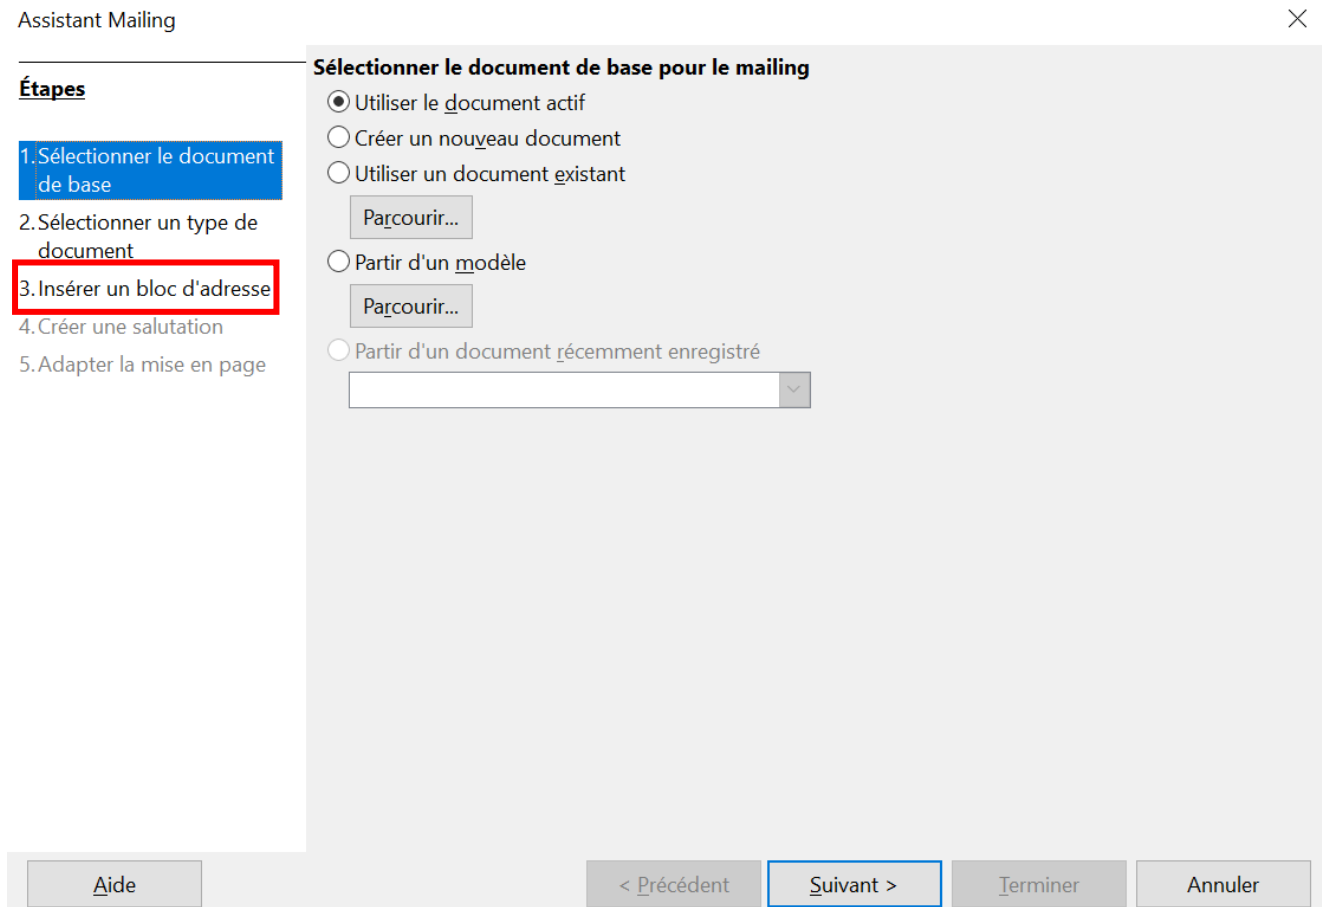 Assistant Mailing
Étapes
1. Sélectionner le document
de base
2. Sélectionner un type de
document
3. Insérer un bloc d'adresse
4. Créer une salutation
5. Adapter la mise en page
Sélectionner le document de base pour le mailing
Utiliser le document actif
Créer un nouveau document
Utiliser un document existant
Parcourir...
Partir d'un modèle
Parcourir...
Partir d'un document récemment enregistré
Aide
< Précédent
Suivant >
Terminer
Annuler